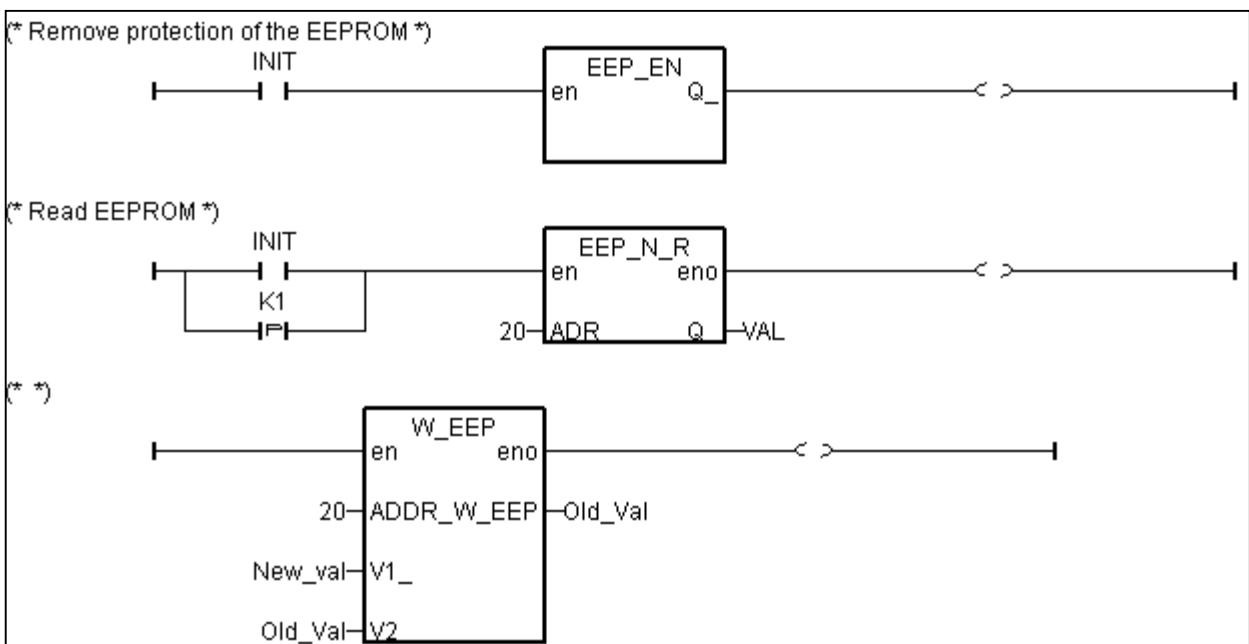 (* Remove protection of the EEPROM *)
INIT
EEP_EN
en Q_
(* Read EEPROM *)
INIT
EEP_N_R
en eno
K1
P
20 ADR Q VAL
(* *)
W_EEP
en eno
20 ADDR_W_EEP Old_Val
New_val V1_
Old_Val V2